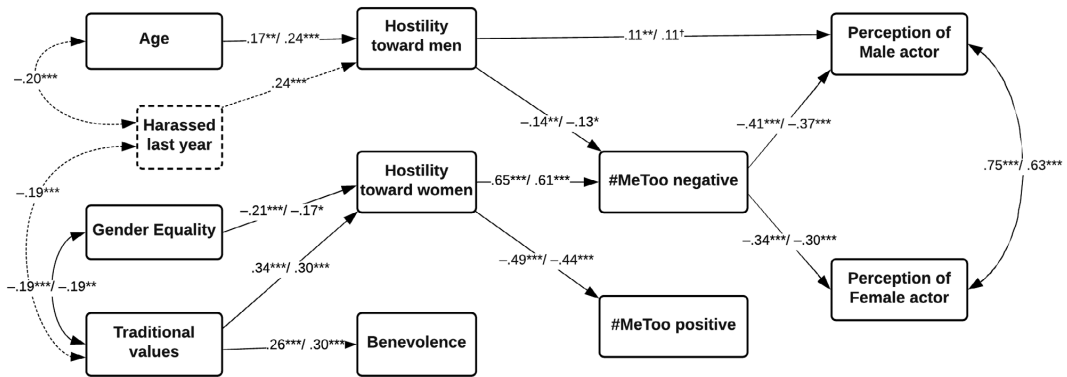 Age
.17**/ .24***
Hostility
toward men
.11**/ .11†
Perception of
Male actor
–.20***
.24***
Harassed
last year
–.14**/ –.13*
–.41***/ –.37***
.75***/ .63***
–.19***
Hostility
toward women
.65***/ .61***
#MeToo negative
Gender Equality
–.21***/ –.17*
–.34***/ –.30***
.34***/ .30***
–.49***/ –.44***
–.19***/ –.19**
Perception of
Female actor
Traditional
values
.26***/ .30***
Benevolence
#MeToo positive